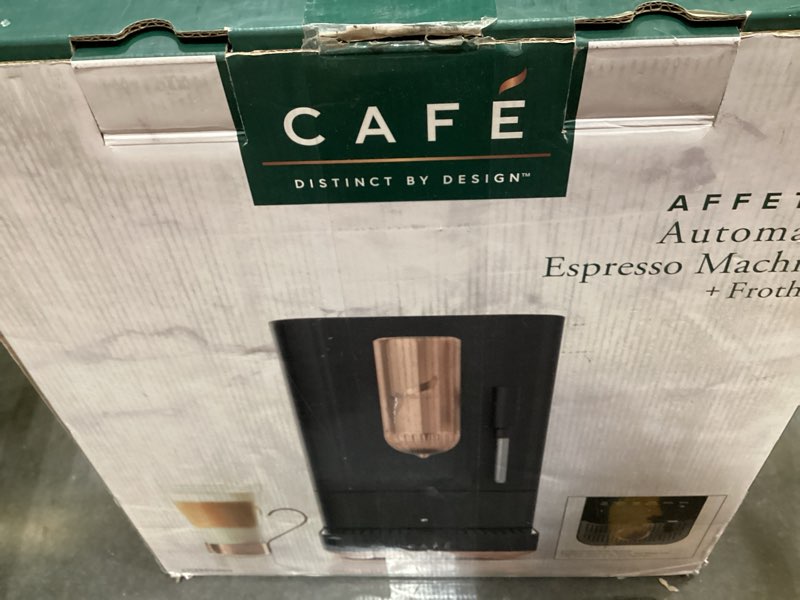 CAFÉ
DISTINCT BY DESIGN™
AFFET
Automa
Espresso Machi
+ Froth